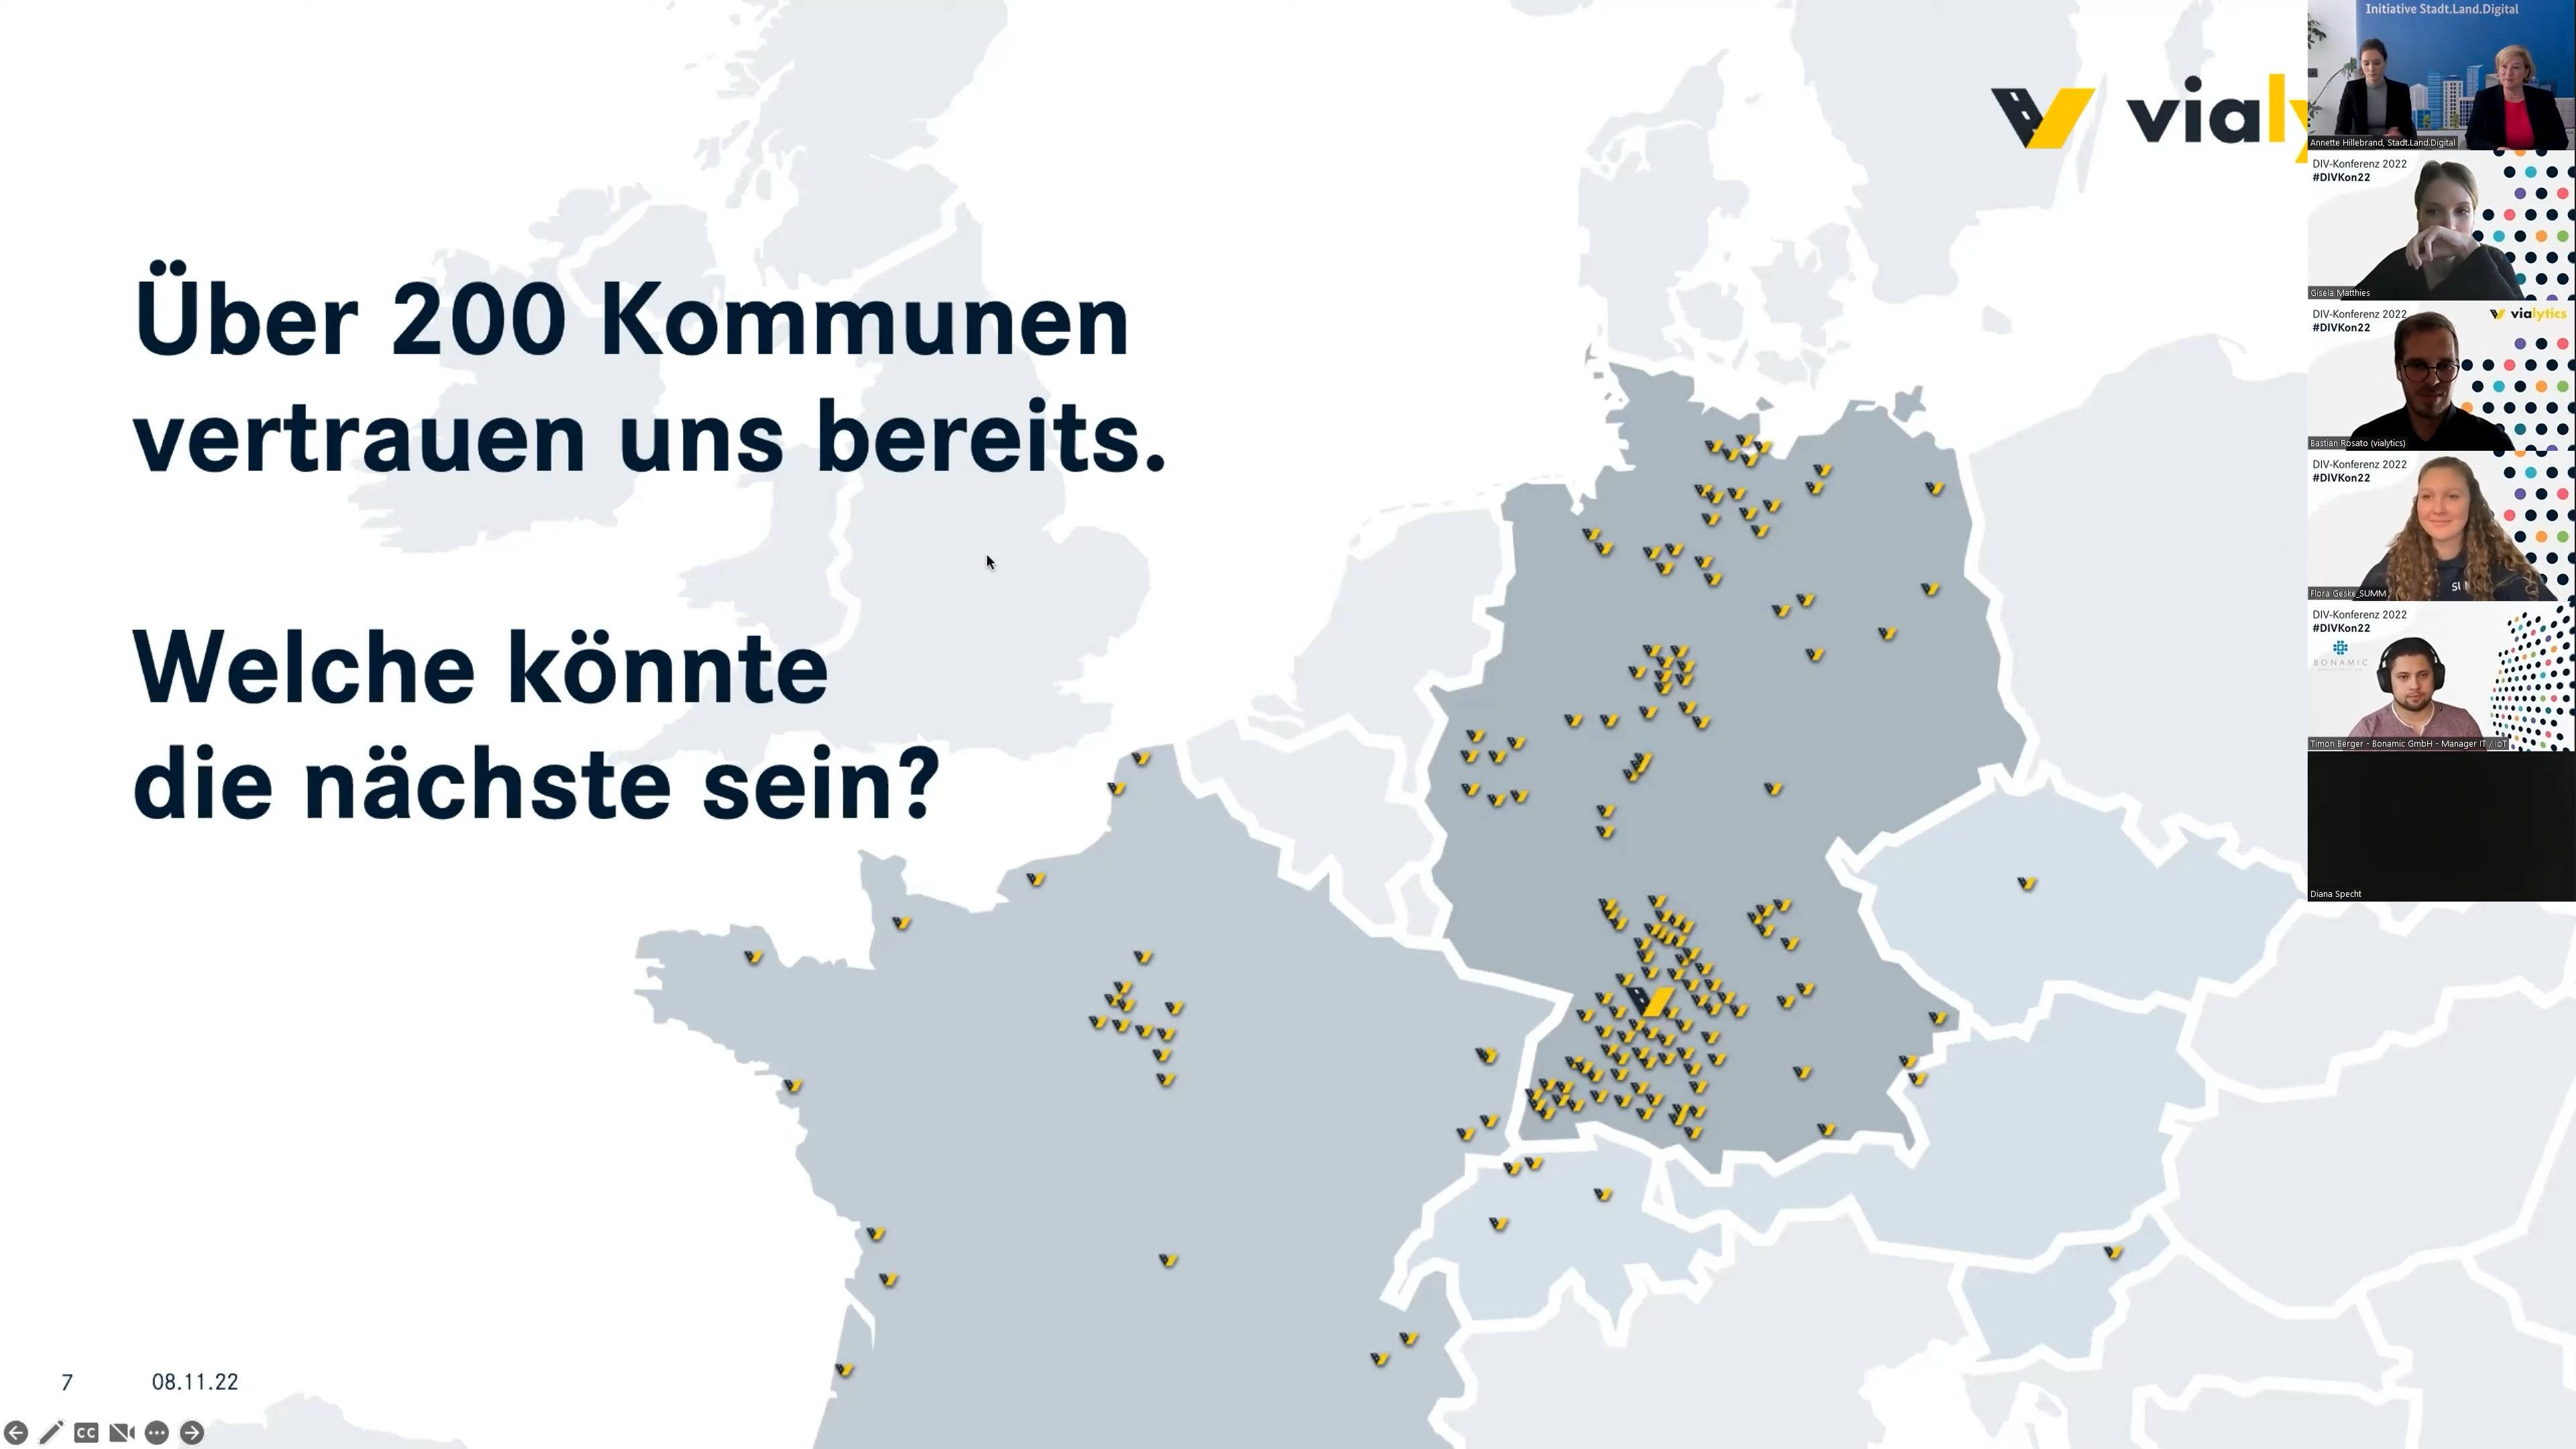 vialy
Über 200 Kommunen
vertrauen uns bereits.
Welche könnte
die nächste sein?
7
08.11.22
CC
Initiative Stadt.Land.Digital
Annette Hillebrand, Stadt.Land.Digital
DIV-Konferenz 2022
#DIVKon22
Gisela Matthies
DIV-Konferenz 2022
#DIVKon22
vialytics
Bastian Rosato (vialytics)
DIV-Konferenz 2022
#DIVKon22
Flora Geske_SUMM
DIV-Konferenz 2022
#DIVKon22
BONAMIC
Timon Berger - Bonamic GmbH - Manager IT / IoT
Diana Specht